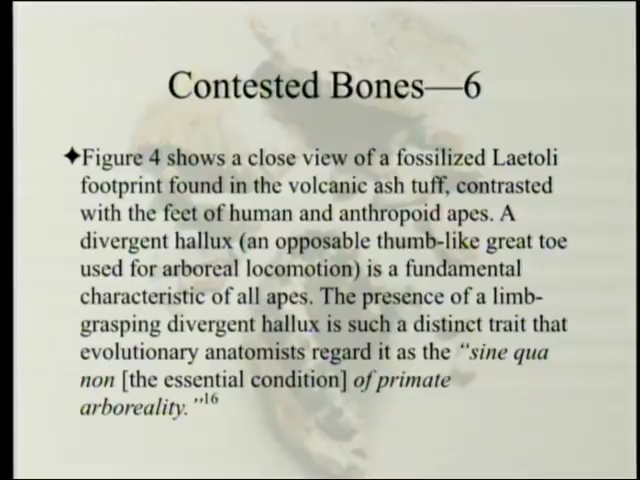 Contested Bones—6
✦Figure 4 shows a close view of a fossilized Laetoli
footprint found in the volcanic ash tuff, contrasted
with the feet of human and anthropoid apes. A
divergent hallux (an opposable thumb-like great toe
used for arboreal locomotion) is a fundamental
characteristic of all apes. The presence of a limb-
grasping divergent hallux is such a distinct trait that
evolutionary anatomists regard it as the “sine qua
non [the essential condition] of primate
arboreality.”16